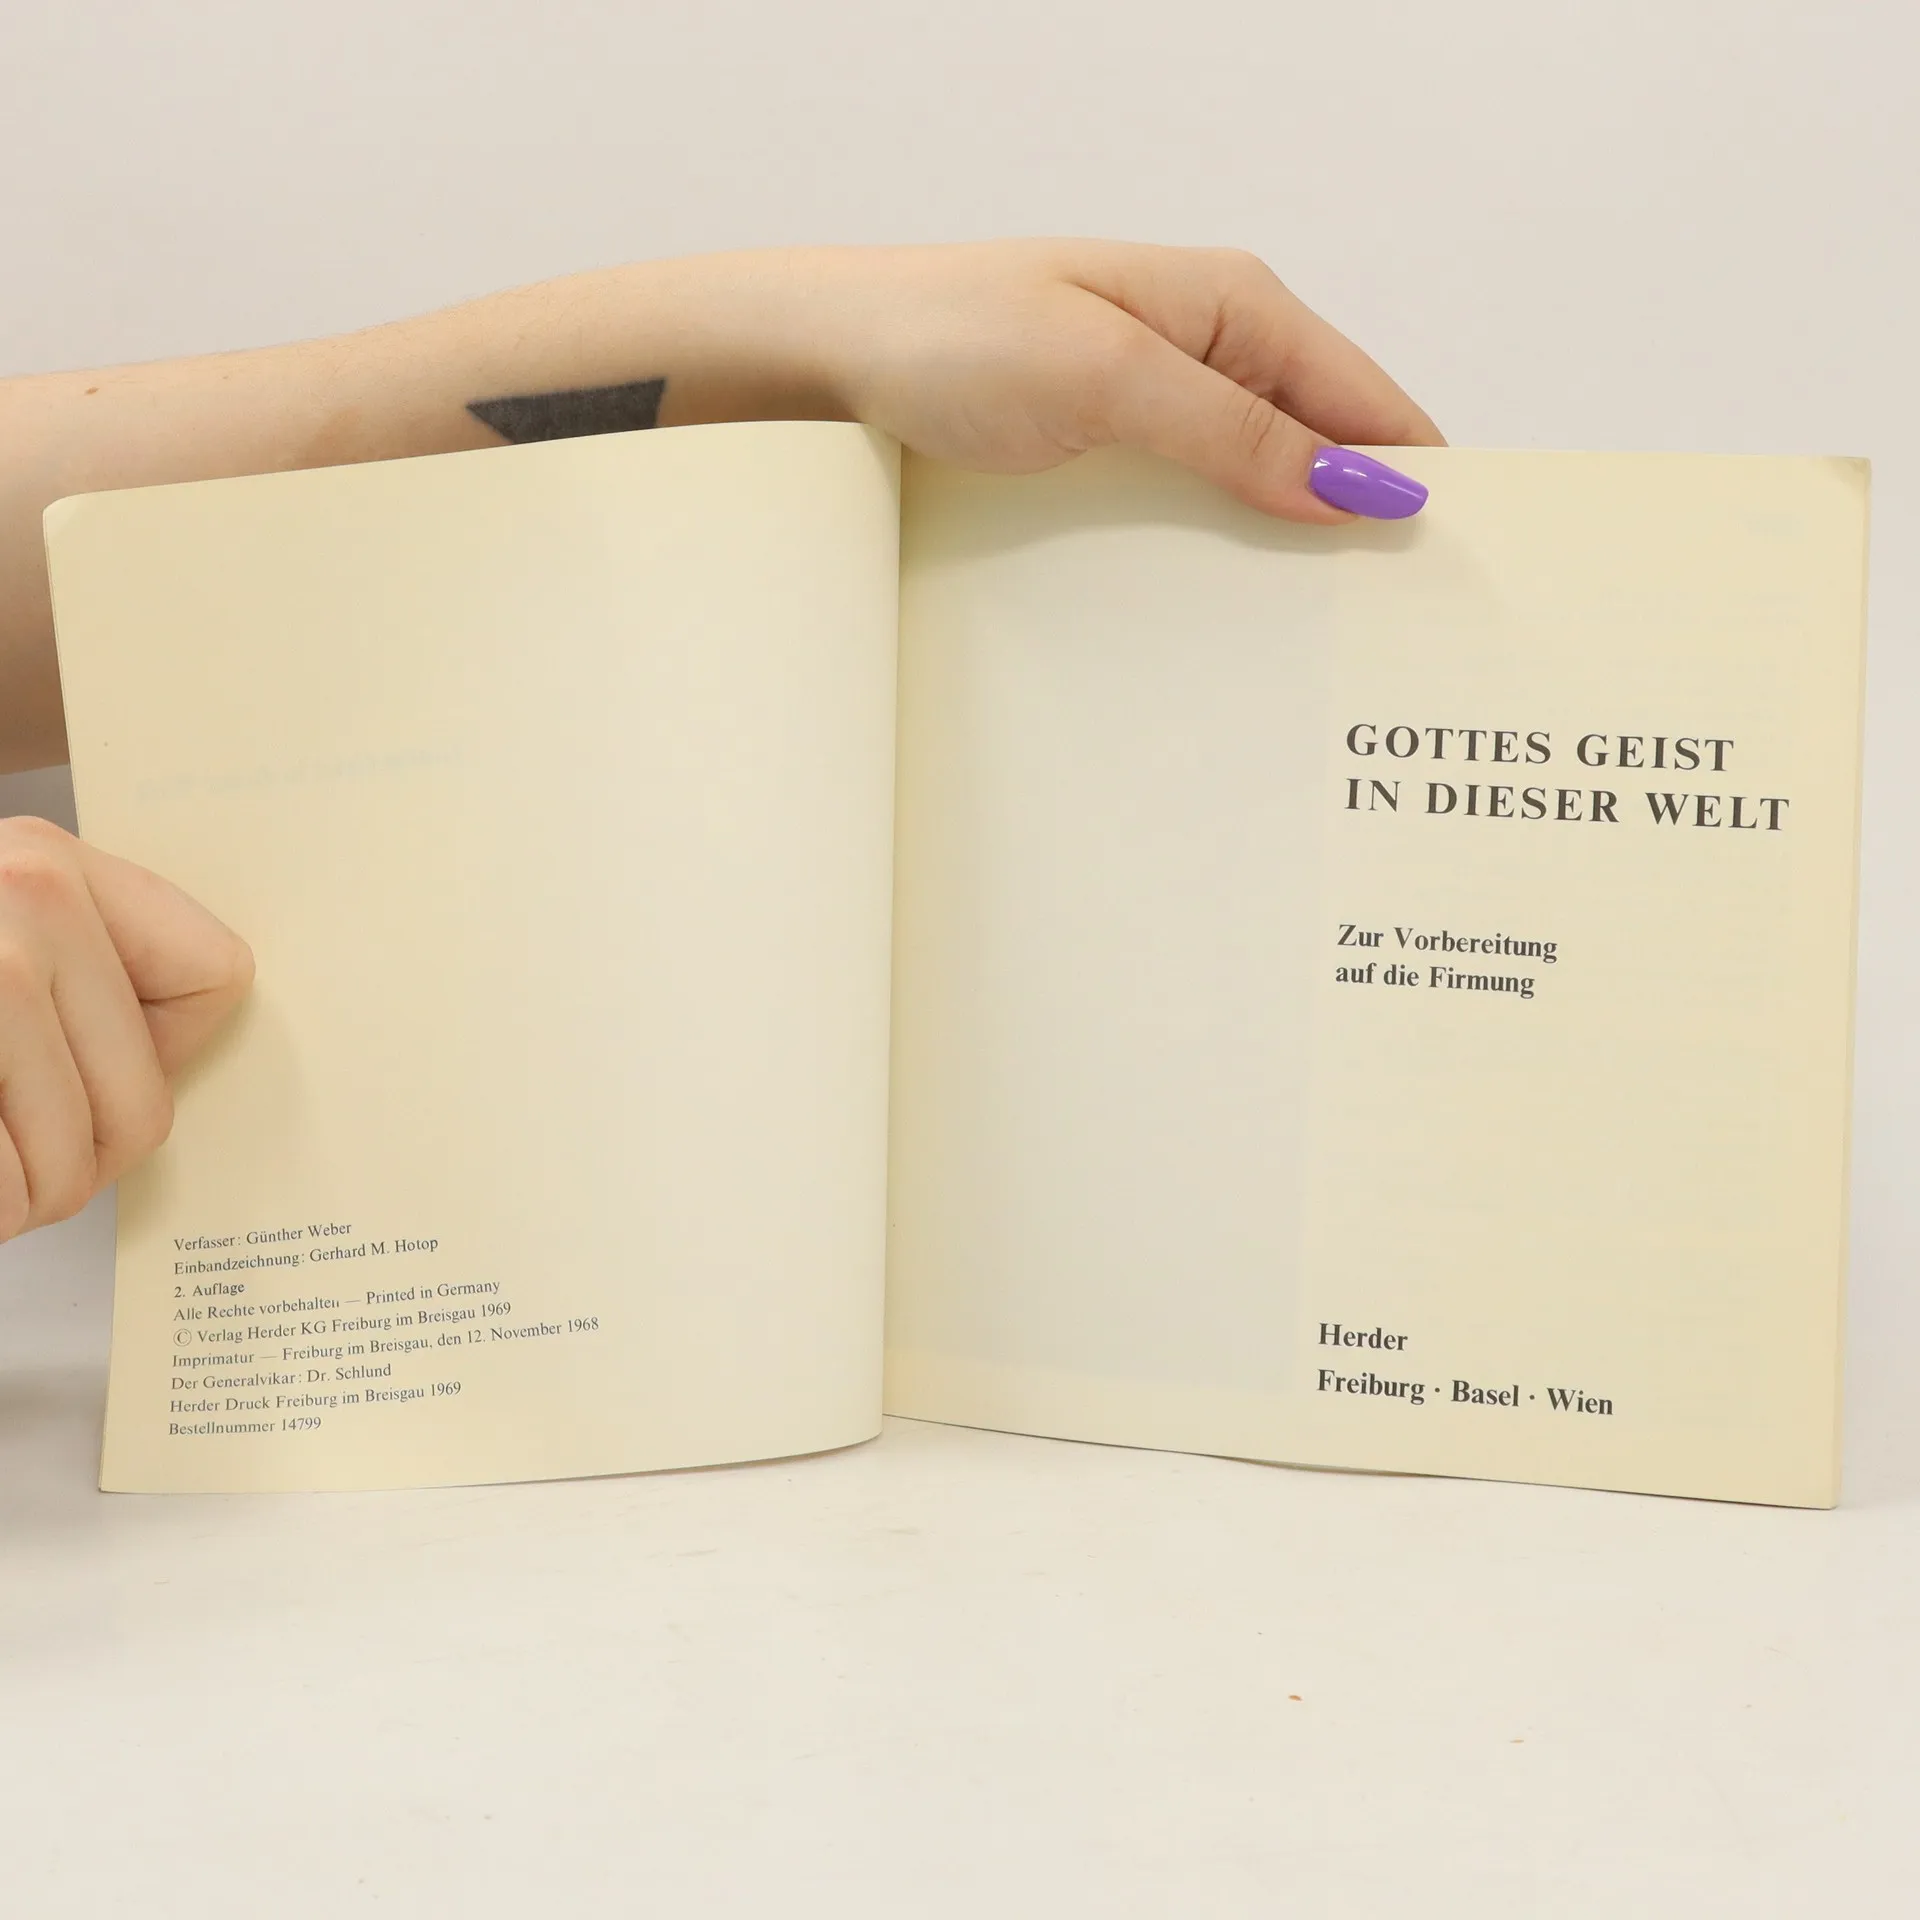 Verfasser: Günther Weber
Einbandzeichnung: Gerhard M. Hotop
2. Auflage
Alle Rechte vorbehalten — Printed in Germany
© Verlag Herder KG Freiburg im Breisgau 1969
Imprimatur — Freiburg im Breisgau, den 12. November 1968
Der Generalvikar: Dr. Schlund
Herder Druck Freiburg im Breisgau 1969
Bestellnummer 14799
GOTTES GEIST
IN DIESER WELT
Zur Vorbereitung
auf die Firmung
Herder
Freiburg · Basel · Wien